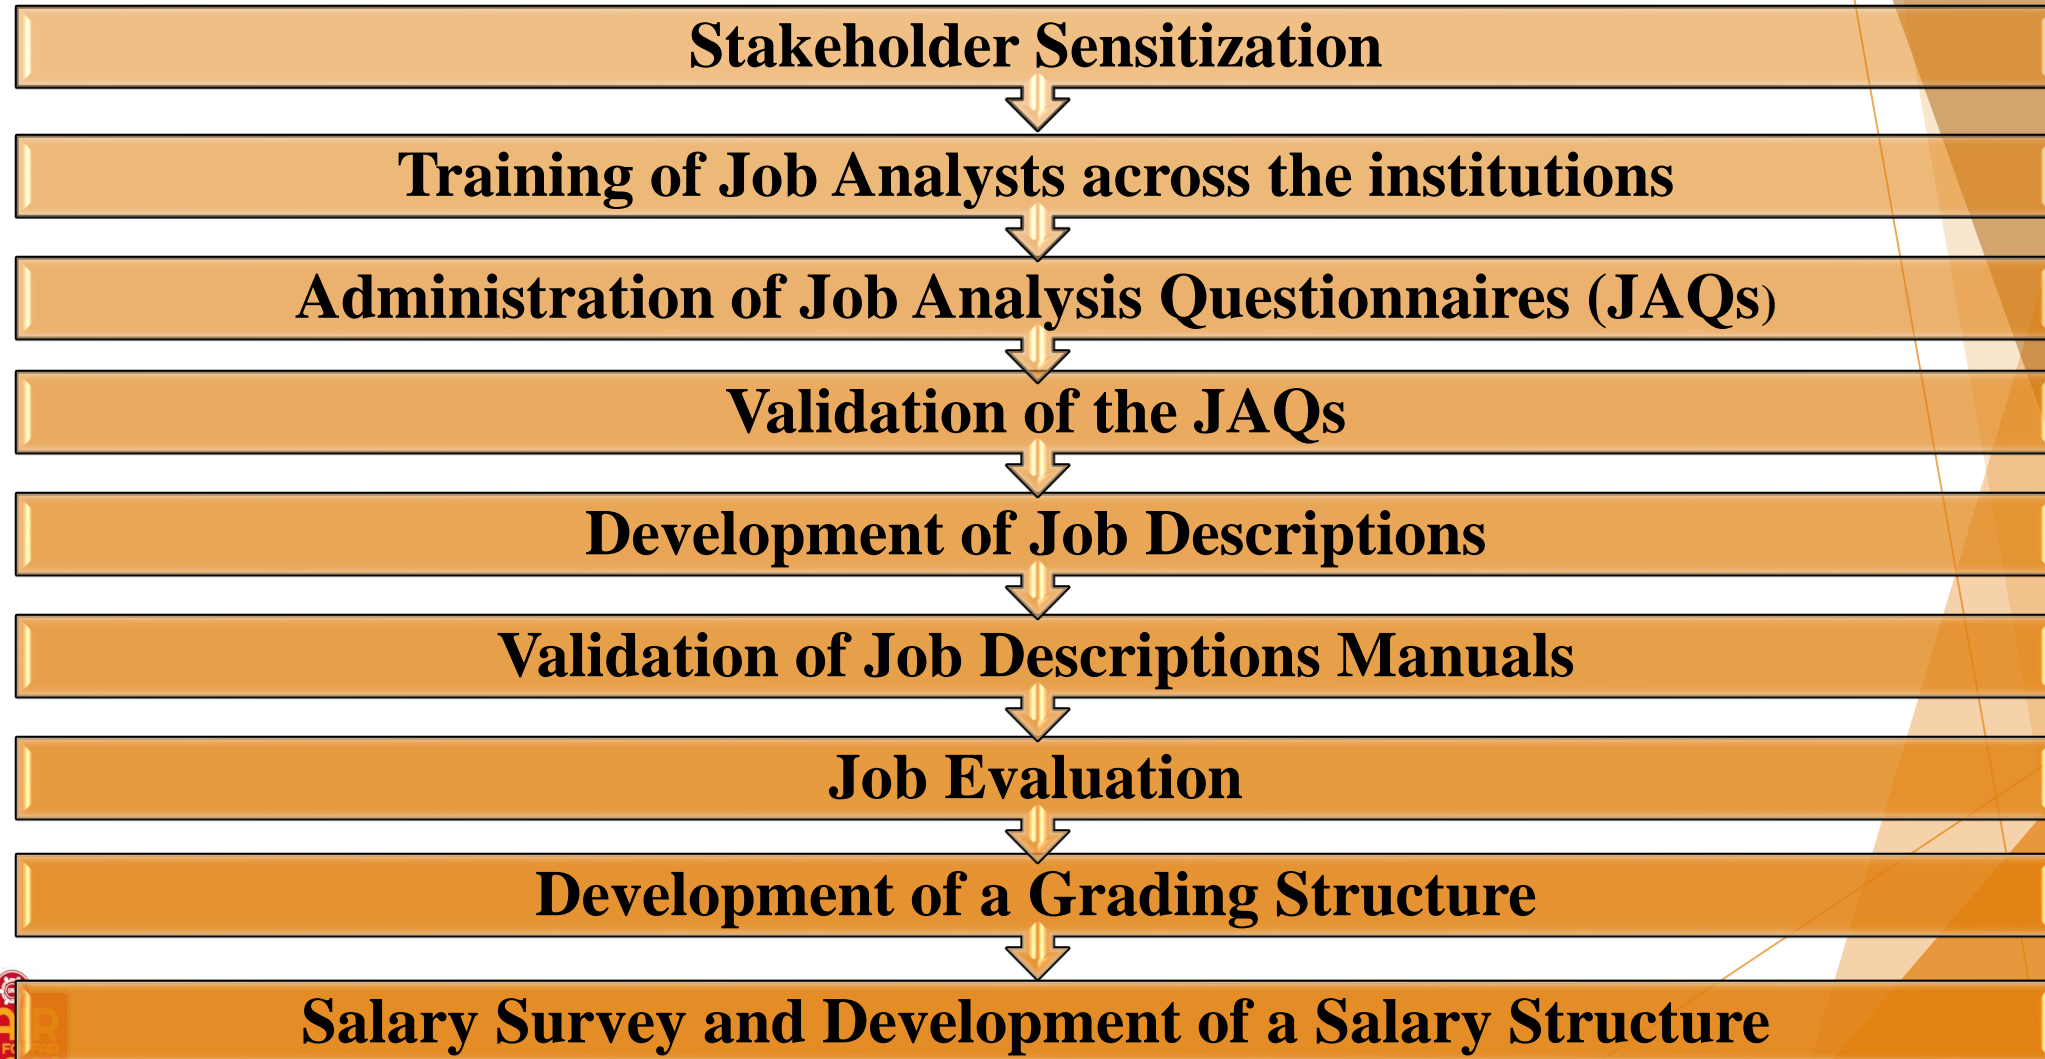 Stakeholder Sensitization
Training of Job Analysts across the institutions
Administration of Job Analysis Questionnaires (JAQs)
Validation of the JAQs
Development of Job Descriptions
Validation of Job Descriptions Manuals
Job Evaluation
Development of a Grading Structure
Salary Survey and Development of a Salary Structure